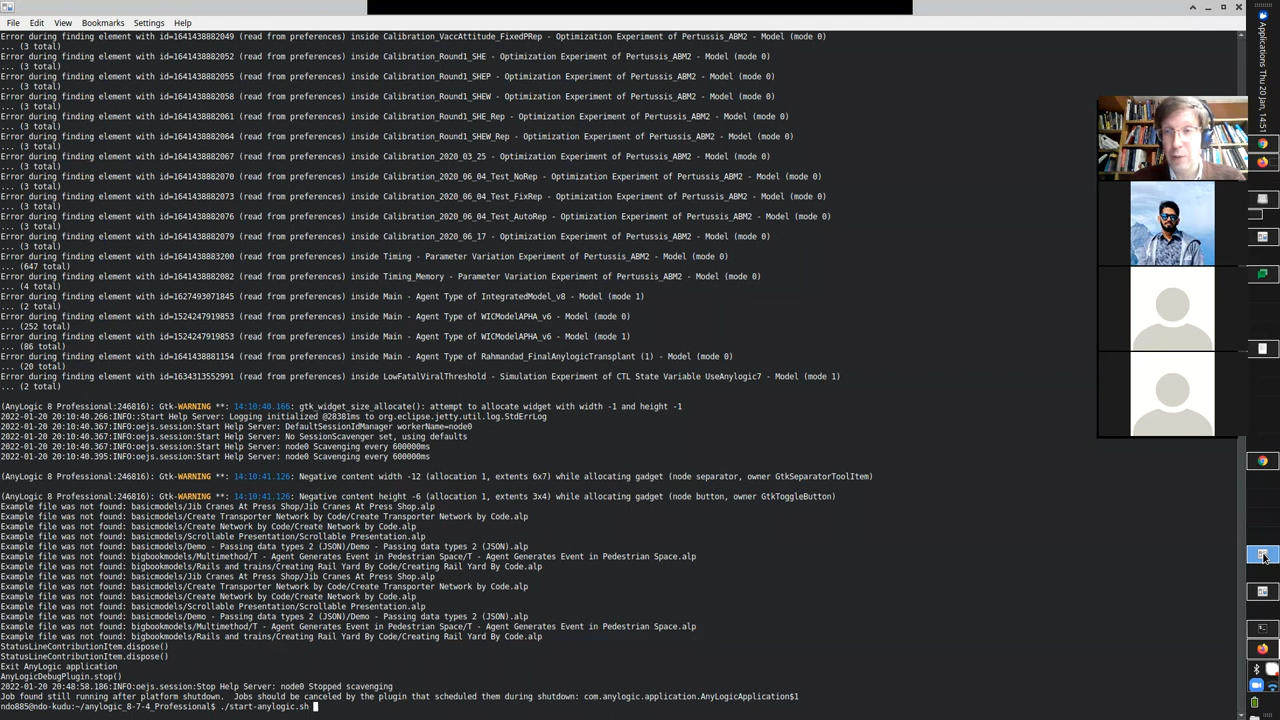 File Edit View Bookmarks Settings Help
Error during finding element with id=1641438882049 (read from preferences) inside Calibration_VaccAttitude_FixedPRep - Optimization Experiment of Pertussis_ABM2 - Model (mode 0)
... (3 total)
Error during finding element with id=1641438882052 (read from preferences) inside Calibration_Round1_SHE - Optimization Experiment of Pertussis_ABM2 - Model (mode 0)
... (3 total)
Error during finding element with id=1641438882055 (read from preferences) inside Calibration_Round1_SHEP - Optimization Experiment of Pertussis_ABM2 - Model (mode 0)
... (3 total)
Error during finding element with id=1641438882058 (read from preferences) inside Calibration_Round1_SHEW - Optimization Experiment of Pertussis_ABM2 - Model (mode 0)
... (3 total)
Error during finding element with id=1641438882061 (read from preferences) inside Calibration_Round1_SHE_Rep - Optimization Experiment of Pertussis_ABM2 - Model (mode 0)
... (3 total)
Error during finding element with id=1641438882064 (read from preferences) inside Calibration_Round1_SHEW_Rep - Optimization Experiment of Pertussis_ABM2 - Model (mode 0)
... (3 total)
Error during finding element with id=1641438882067 (read from preferences) inside Calibration_2020_03_25 - Optimization Experiment of Pertussis_ABM2 - Model (mode 0)
... (3 total)
Error during finding element with id=1641438882070 (read from preferences) inside Calibration_2020_06_04_Test_NoRep - Optimization Experiment of Pertussis_ABM2 - Model (mode 0)
... (3 total)
Error during finding element with id=1641438882073 (read from preferences) inside Calibration_2020_06_04_Test_FixRep - Optimization Experiment of Pertussis_ABM2 - Model (mode 0)
... (3 total)
Error during finding element with id=1641438882076 (read from preferences) inside Calibration_2020_06_04_Test_AutoRep - Optimization Experiment of Pertussis_ABM2 - Model (mode 0)
... (3 total)
Error during finding element with id=1641438882079 (read from preferences) inside Calibration_2020_06_17 - Optimization Experiment of Pertussis_ABM2 - Model (mode 0)
... (3 total)
Error during finding element with id=1641438883200 (read from preferences) inside Timing - Parameter Variation Experiment of Pertussis_ABM2 - Model (mode 0)
... (647 total)
Error during finding element with id=1641438882082 (read from preferences) inside Timing_Memory - Parameter Variation Experiment of Pertussis_ABM2 - Model (mode 0)
... (4 total)
Error during finding element with id=1627493071845 (read from preferences) inside Main - Agent Type of IntegratedModel_v8 - Model (mode 1)
... (2 total)
Error during finding element with id=1524247919853 (read from preferences) inside Main - Agent Type of WICModelAPHA_v6 - Model (mode 0)
... (252 total)
Error during finding element with id=1524247919853 (read from preferences) inside Main - Agent Type of WICModelAPHA_v6 - Model (mode 1)
... (86 total)
Error during finding element with id=1641438881154 (read from preferences) inside Main - Agent Type of Rahmandad_FinalAnylogicTransplant (1) - Model (mode 0)
... (20 total)
Error during finding element with id=1634313552991 (read from preferences) inside LowFatalViralThreshold - Simulation Experiment of CTL State Variable UseAnylogic7 - Model (mode 1)
... (2 total)
(AnyLogic 8 Professional:246816): Gtk-WARNING **: 14:10:40.166: gtk_widget_size_allocate(): attempt to allocate widget with width -1 and height -1
2022-01-20 20:10:40.266:INFO::Start Help Server: Logging initialized @28381ms to org.eclipse.jetty.util.log.StdErrLog
2022-01-20 20:10:40.367:INFO:oejs.session:Start Help Server: DefaultSessionIdManager workerName=node0
2022-01-20 20:10:40.367:INFO:oejs.session:Start Help Server: No SessionScavenger set, using defaults
2022-01-20 20:10:40.367:INFO:oejs.session:Start Help Server: node0 Scavenging every 600000ms
2022-01-20 20:10:40.395:INFO:oejs.session:Start Help Server: node0 Scavenging every 600000ms
(AnyLogic 8 Professional:246816): Gtk-WARNING **: 14:10:41.126: Negative content width -12 (allocation 1, extents 6x7) while allocating gadget (node separator, owner GtkSeparatorToolItem)
(AnyLogic 8 Professional:246816): Gtk-WARNING **: 14:10:41.126: Negative content height -6 (allocation 1, extents 3x4) while allocating gadget (node button, owner GtkToggleButton)
Example file was not found: basicmodels/Jib Cranes At Press Shop/Jib Cranes At Press Shop.alp
Example file was not found: basicmodels/Create Transporter Network by Code/Create Transporter Network by Code.alp
Example file was not found: basicmodels/Create Network by Code/Create Network by Code.alp
Example file was not found: basicmodels/Scrollable Presentation/Scrollable Presentation.alp
Example file was not found: basicmodels/Demo - Passing data types 2 (JSON)/Demo - Passing data types 2 (JSON).alp
Example file was not found: bigbookmodels/Multimethod/T - Agent Generates Event in Pedestrian Space/T - Agent Generates Event in Pedestrian Space.alp
Example file was not found: bigbookmodels/Rails and trains/Creating Rail Yard By Code/Creating Rail Yard By Code.alp
Example file was not found: basicmodels/Jib Cranes At Press Shop/Jib Cranes At Press Shop.alp
Example file was not found: basicmodels/Create Transporter Network by Code/Create Transporter Network by Code.alp
Example file was not found: basicmodels/Create Network by Code/Create Network by Code.alp
Example file was not found: basicmodels/Scrollable Presentation/Scrollable Presentation.alp
Example file was not found: basicmodels/Demo - Passing data types 2 (JSON)/Demo - Passing data types 2 (JSON).alp
Example file was not found: bigbookmodels/Multimethod/T - Agent Generates Event in Pedestrian Space/T - Agent Generates Event in Pedestrian Space.alp
Example file was not found: bigbookmodels/Rails and trains/Creating Rail Yard By Code/Creating Rail Yard By Code.alp
StatusLineContributionItem.dispose()
StatusLineContributionItem.dispose()
Exit AnyLogic application
AnyLogicDebugPlugin.stop()
2022-01-20 20:48:58.186:INFO:oejs.session:Stop Help Server: node0 Stopped scavenging
Job found still running after platform shutdown.  Jobs should be canceled by the plugin that scheduled them during shutdown: com.anylogic.application.AnyLogicApplication$1
ndo885@ndo-kudu:~/anylogic_8-7-4_Professional$ ./start-anylogic.sh
Applications Thu 20 Jan, 14:51